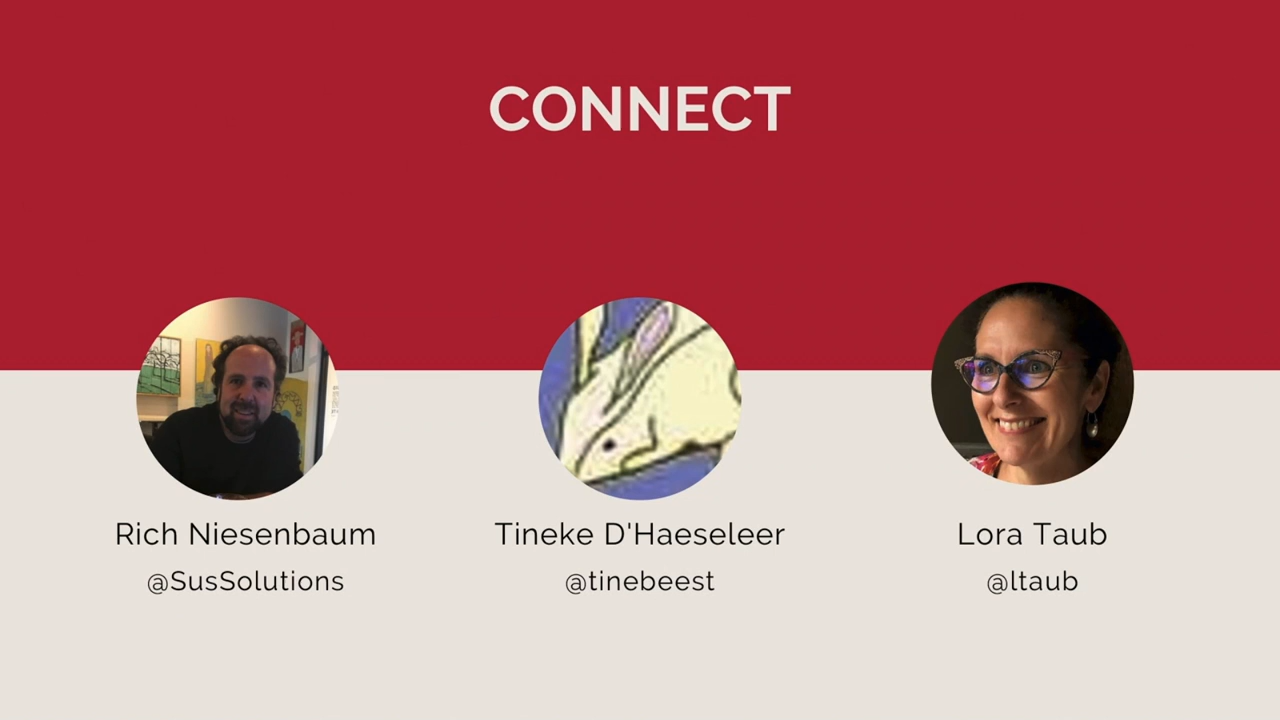 CONNECT
Rich Niesenbaum
@SusSolutions
Tineke D'Haeseleer
@tinebeest
Lora Taub
@ltaub